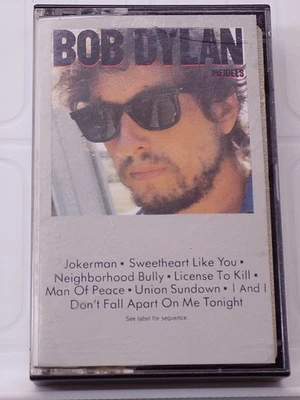 BOB DYLAN
INFIDELS
Jokerman • Sweetheart Like You •
Neighborhood Bully • License To Kill •
Man Of Peace • Union Sundown • I And I
Don't Fall Apart On Me Tonight
See label for sequence.